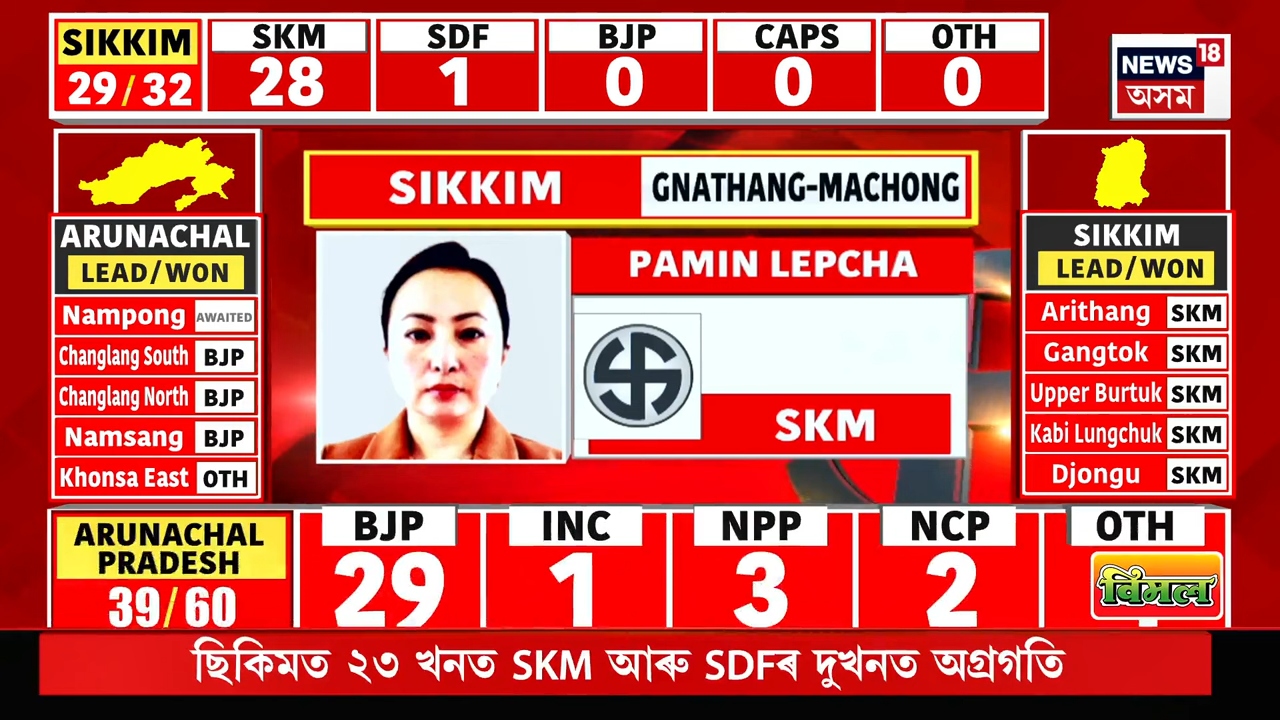 SIKKIM
29/32
SKM
28
SDF
1
BJP
0
CAPS
0
OTH
0
NEWS 18
অসম
ARUNACHAL
LEAD/WON
Nampong AWAITED
Changlang South BJP
Changlang North BJP
Namsang BJP
Khonsa East OTH
SIKKIM GNATHANG-MACHONG
PAMIN LEPCHA
SKM
SIKKIM
LEAD/WON
Arithang SKM
Gangtok SKM
Upper Burtuk SKM
Kabi Lungchuk SKM
Djongu SKM
ARUNACHAL
PRADESH
39/60
BJP
29
INC
1
NPP
3
NCP
2
OTH
বিমল
ছিকিমত ২৩ খনত SKM আৰু SDFৰ দুখনত অগ্ৰগতি